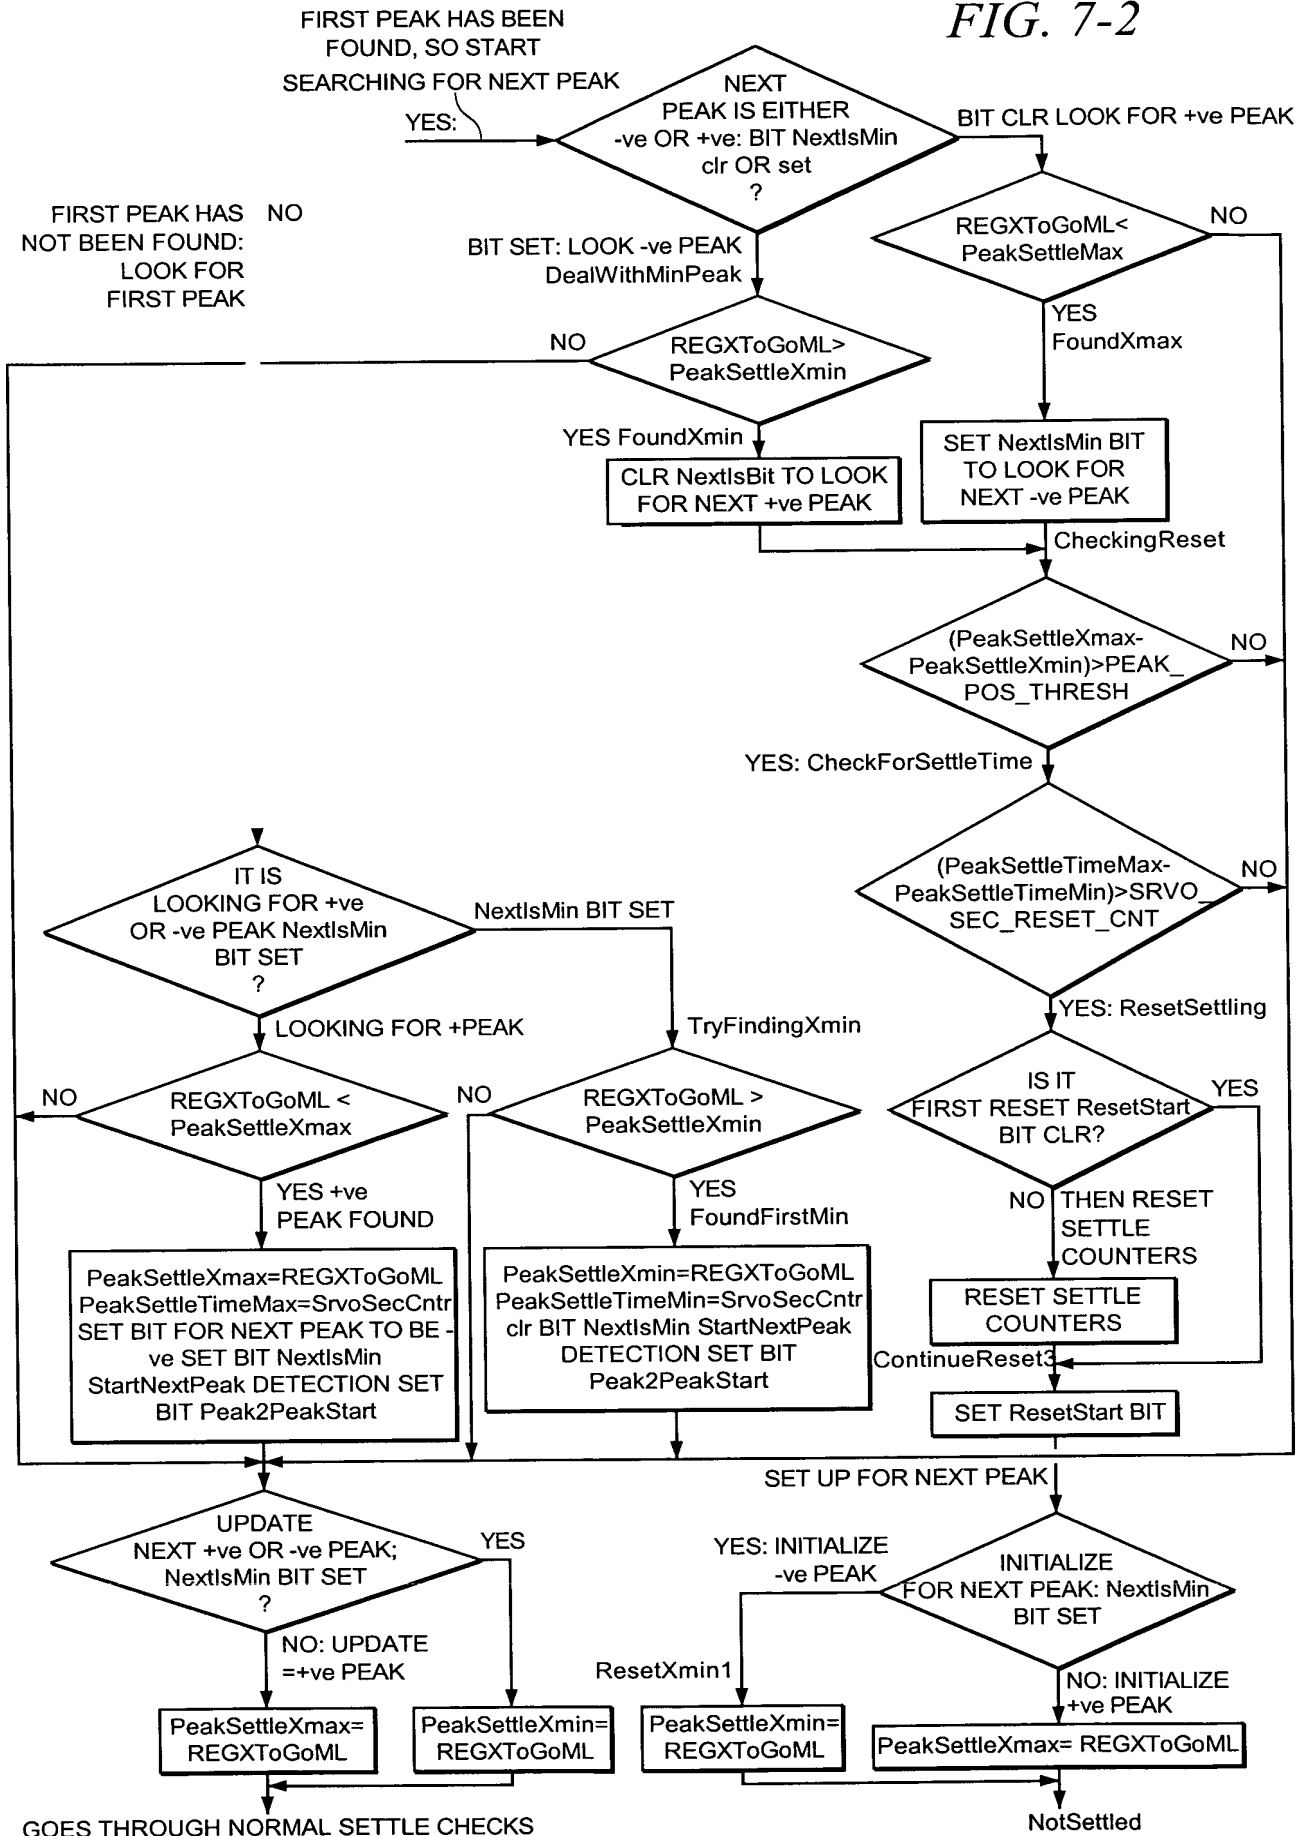 FIG. 7-2
FIRST PEAK HAS BEEN
FOUND, SO START
SEARCHING FOR NEXT PEAK
YES:
NEXT
PEAK IS EITHER
-ve OR +ve: BIT NextIsMin
clr OR set
?
BIT CLR LOOK FOR +ve PEAK
FIRST PEAK HAS NO
NOT BEEN FOUND:
LOOK FOR
FIRST PEAK
BIT SET: LOOK -ve PEAK
DealWithMinPeak
REGXToGoML<
PeakSettleMax
NO
YES
FoundXmax
NO
REGXToGoML>
PeakSettleXmin
YES FoundXmin
CLR NextIsBit TO LOOK
FOR NEXT +ve PEAK
SET NextIsMin BIT
TO LOOK FOR
NEXT -ve PEAK
CheckingReset
(PeakSettleXmax-
PeakSettleXmin)>PEAK_
POS_THRESH
NO
YES: CheckForSettleTime
(PeakSettleTimeMax-
PeakSettleTimeMin)>SRVO_
SEC_RESET_CNT
NO
IT IS
LOOKING FOR +ve
OR -ve PEAK NextIsMin
BIT SET
?
NextIsMin BIT SET
LOOKING FOR +PEAK
TryFindingXmin
YES: ResetSettling
NO
REGXToGoML <
PeakSettleXmax
NO
REGXToGoML >
PeakSettleXmin
IS IT
FIRST RESET ResetStart
BIT CLR?
YES
YES +ve
PEAK FOUND
YES
FoundFirstMin
NO THEN RESET
SETTLE
COUNTERS
PeakSettleXmax=REGXToGoML
PeakSettleTimeMax=SrvoSecCntr
SET BIT FOR NEXT PEAK TO BE -
ve SET BIT NextIsMin
StartNextPeak DETECTION SET
BIT Peak2PeakStart
PeakSettleXmin=REGXToGoML
PeakSettleTimeMin=SrvoSecCntr
clr BIT NextIsMin StartNextPeak
DETECTION SET BIT
Peak2PeakStart
RESET SETTLE
COUNTERS
ContinueReset3
SET ResetStart BIT
SET UP FOR NEXT PEAK
UPDATE
NEXT +ve OR -ve PEAK;
NextIsMin BIT SET
?
YES
YES: INITIALIZE
-ve PEAK
INITIALIZE
FOR NEXT PEAK: NextIsMin
BIT SET
NO: UPDATE
=+ve PEAK
ResetXmin1
NO: INITIALIZE
+ve PEAK
PeakSettleXmax=
REGXToGoML
PeakSettleXmin=
REGXToGoML
PeakSettleXmin=
REGXToGoML
PeakSettleXmax= REGXToGoML
GOES THROUGH NORMAL SETTLE CHECKS
NotSettled